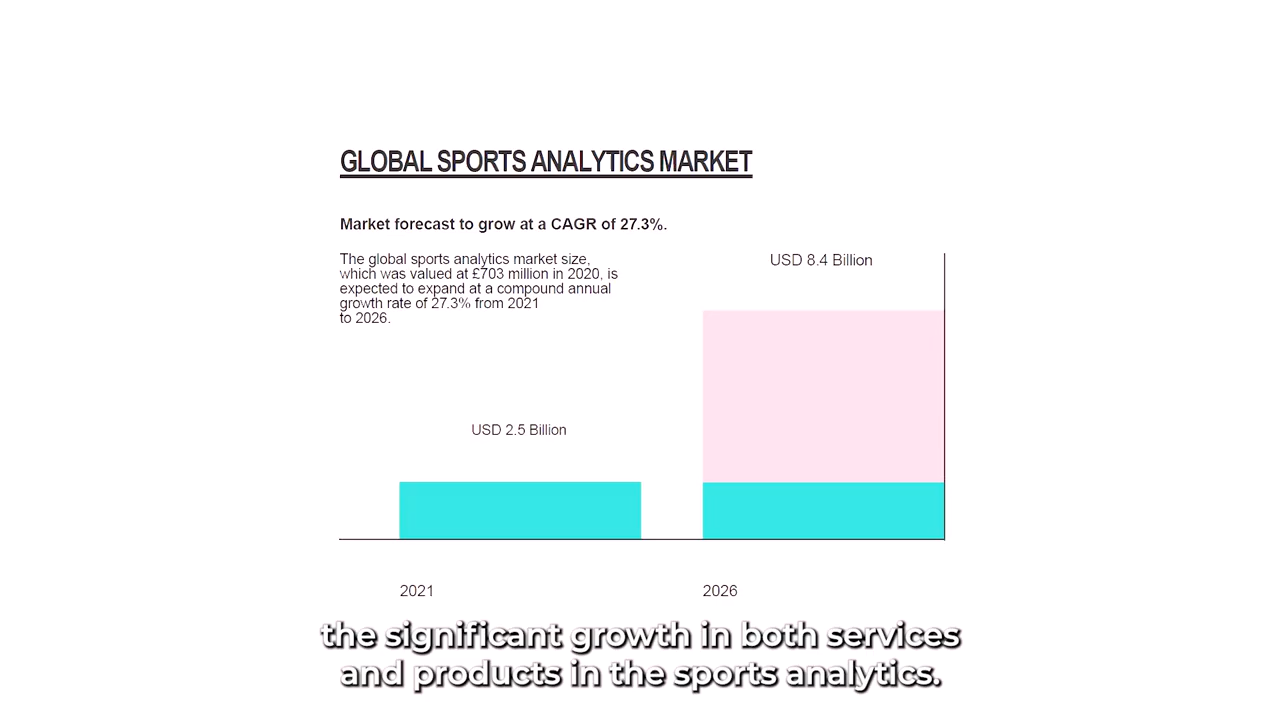 GLOBAL SPORTS ANALYTICS MARKET
Market forecast to grow at a CAGR of 27.3%.
The global sports analytics market size,
which was valued at £703 million in 2020, is
expected to expand at a compound annual
growth rate of 27.3% from 2021
to 2026.
USD 8.4 Billion
USD 2.5 Billion
2021
2026
the significant growth in both services
and products in the sports analytics.